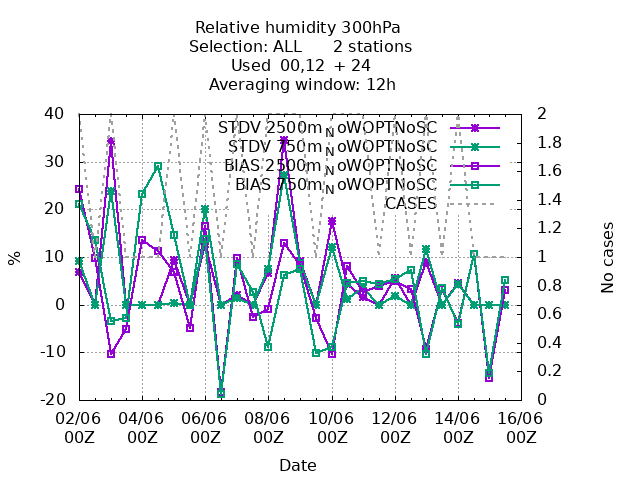 Relative humidity 300hPa
Selection: ALL 2 stations
Used 00,12 + 24
Averaging window: 12h
STDV 2500m NoWOPTNoSC
STDV 750m NoWOPTNoSC
BIAS 2500m NoWOPTNoSC
BIAS 750m NoWOPTNoSC
CASES
40
30
20
10
0
-10
-20
%
2
1.8
1.6
1.4
1.2
1
0.8
0.6
0.4
0.2
0
No cases
02/06 04/06 06/06 08/06 10/06 12/06 14/06 16/06
00Z 00Z 00Z 00Z 00Z 00Z 00Z 00Z
Date